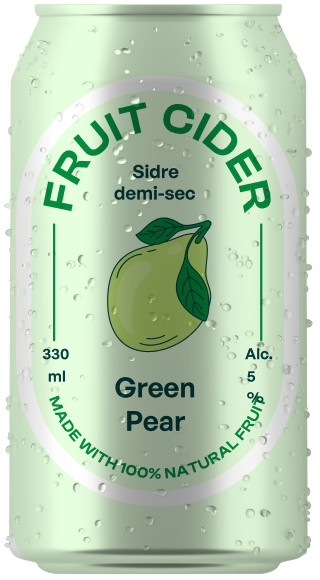 FRUIT CIDER
Sidre
demi-sec
330
ml
Alc.
5
%
Green
Pear
MADE WITH 100% NATURAL FRUIT